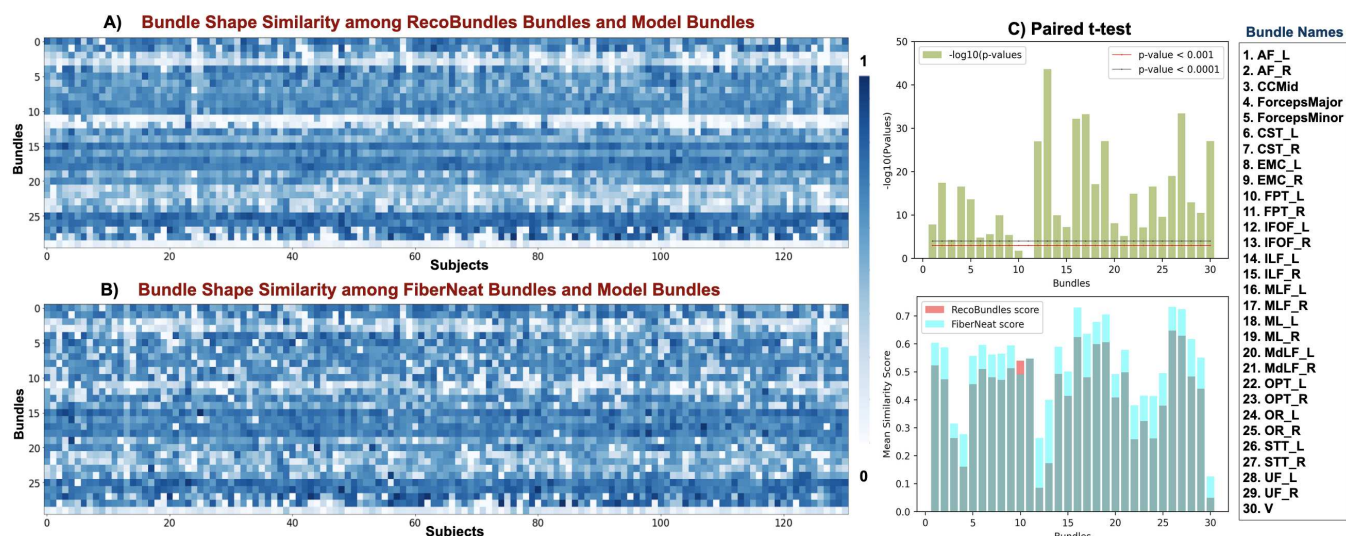 A) Bundle Shape Similarity among RecoBundles Bundles and Model Bundles
0
5
10
15
20
25
Bundles
0 20 40 60 80 100 120
Subjects
B) Bundle Shape Similarity among FiberNeat Bundles and Model Bundles
0
5
10
15
20
25
Bundles
0 20 40 60 80 100 120
Subjects
1
0
C) Paired t-test
-log10(p-values
p-value < 0.001
p-value < 0.0001
50
40
30
20
10
0
-log10(Pvalues)
0 5 10 15 20 25 30
Bundles
RecoBundles score
FiberNeat score
0.7
0.6
0.5
0.4
0.3
0.2
0.1
0.0
Mean Similarity Score
0 5 10 15 20 25 30
Bundles
Bundle Names
1. AF_L
2. AF_R
3. CCMid
4. ForcepsMajor
5. ForcepsMinor
6. CST_L
7. CST_R
8. EMC_L
9. EMC_R
10. FPT_L
11. FPT_R
12. IFOF_L
13. IFOF_R
14. ILF_L
15. ILF_R
16. MLF_L
17. MLF_R
18. ML_L
19. ML_R
20. MdLF_L
21. MdLF_R
22. OPT_L
23. OPT_R
24. OR_L
25. OR_R
26. STT_L
27. STT_R
28. UF_L
29. UF_R
30. V